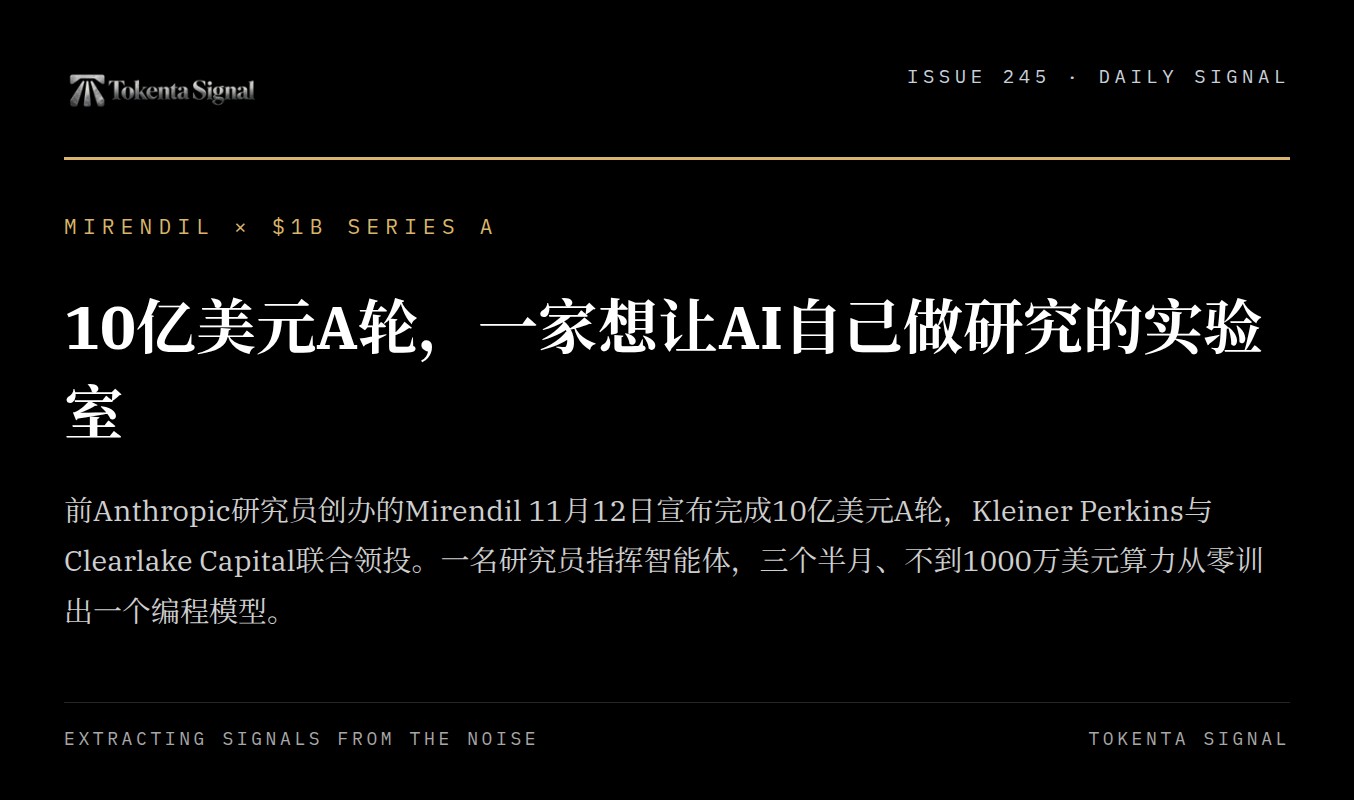 Tokenta Signal
ISSUE 245 · DAILY SIGNAL
MIRENDIL × $1B SERIES A
10亿美元A轮，一家想让AI自己做研究的实验
室
前Anthropic研究员创办的Mirendil 11月12日宣布完成10亿美元A轮，Kleiner Perkins与
Clearlake Capital联合领投。一名研究员指挥智能体，三个半月、不到1000万美元算力从零训
出一个编程模型。
EXTRACTING SIGNALS FROM THE NOISE
TOKENTA SIGNAL